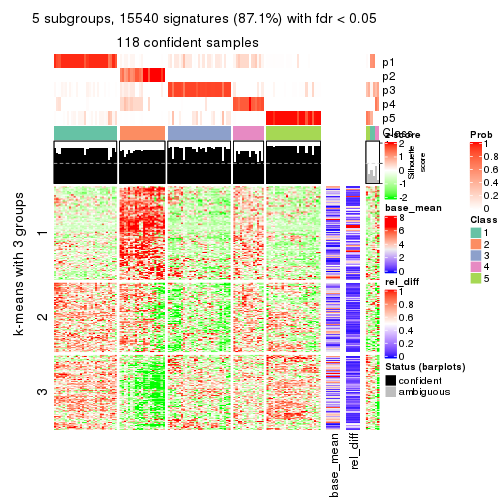 5 subgroups, 15540 signatures (87.1%) with fdr < 0.05
118 confident samples
p1
p2
p3
p4
p5
Class
z-score
2
1
0
-1
-2
Silhouette
score
Prob
1
0.8
0.6
0.4
0.2
0
base_mean
8
6
4
2
0
Class
1
2
3
4
5
rel_diff
1
0.8
0.6
0.4
0.2
0
Status (barplots)
confident
ambiguous
k-means with 3 groups
1
2
3
base_mean
rel_diff